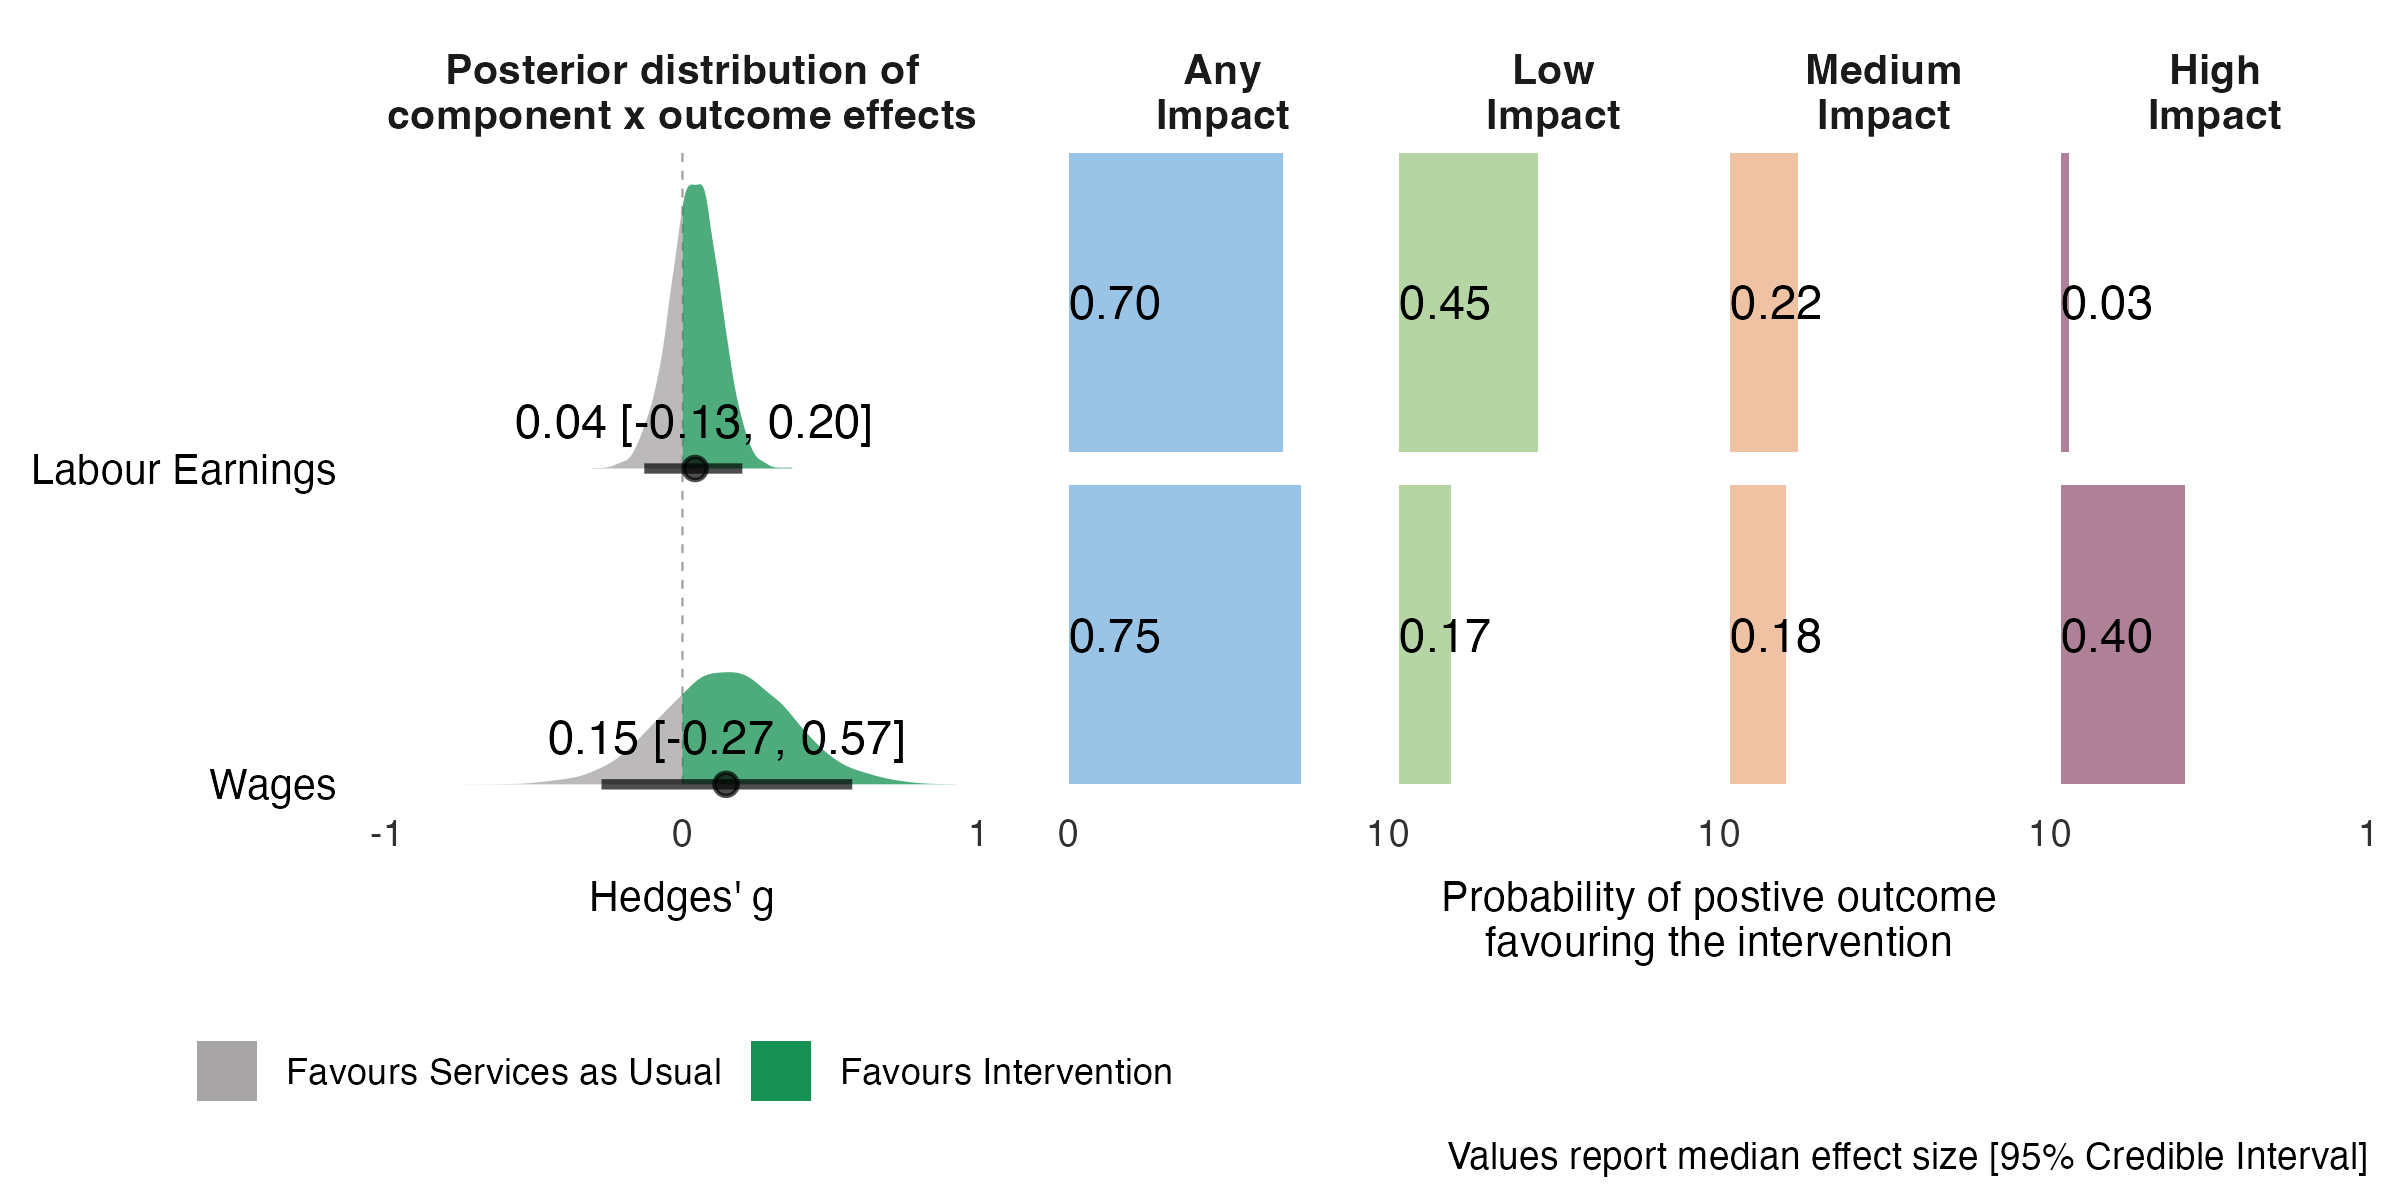 Posterior distribution of
component x outcome effects
Any
Impact
Low
Impact
Medium
Impact
High
Impact
0.70
0.45
0.22
0.03
0.04 [-0.13, 0.20]
Labour Earnings
0.75
0.17
0.18
0.40
0.15 [-0.27, 0.57]
Wages
-1 0 1 0 10 10 10 1
Hedges' g
Probability of postive outcome
favouring the intervention
Favours Services as Usual Favours Intervention
Values report median effect size [95% Credible Interval]